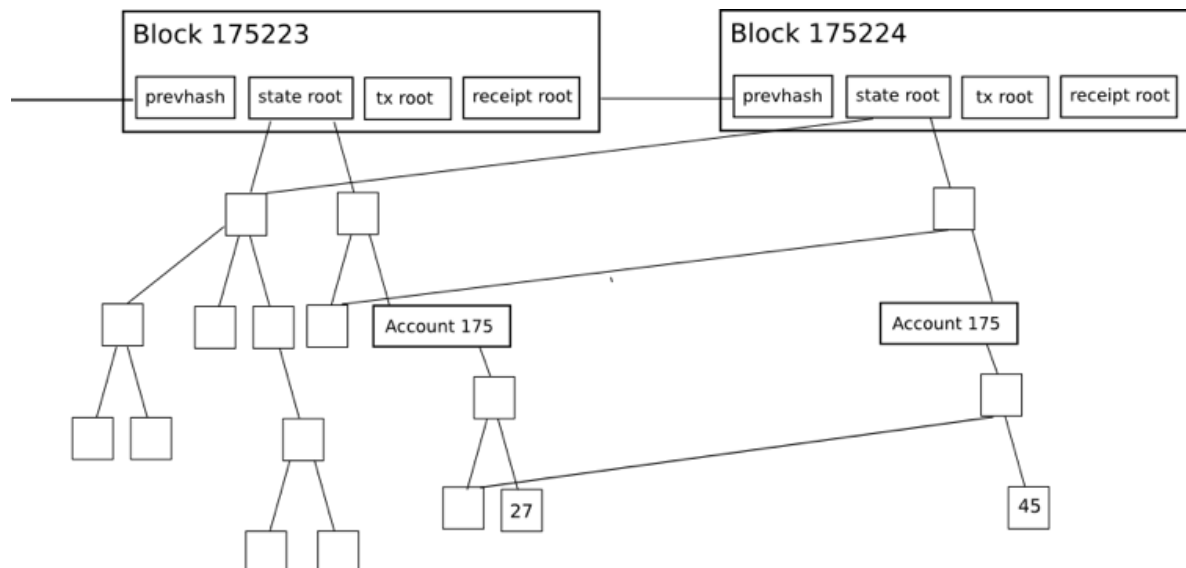 Block 175223
prevhash
state root
tx root
receipt root
Block 175224
prevhash
state root
tx root
receipt root
Account 175
27
Account 175
45